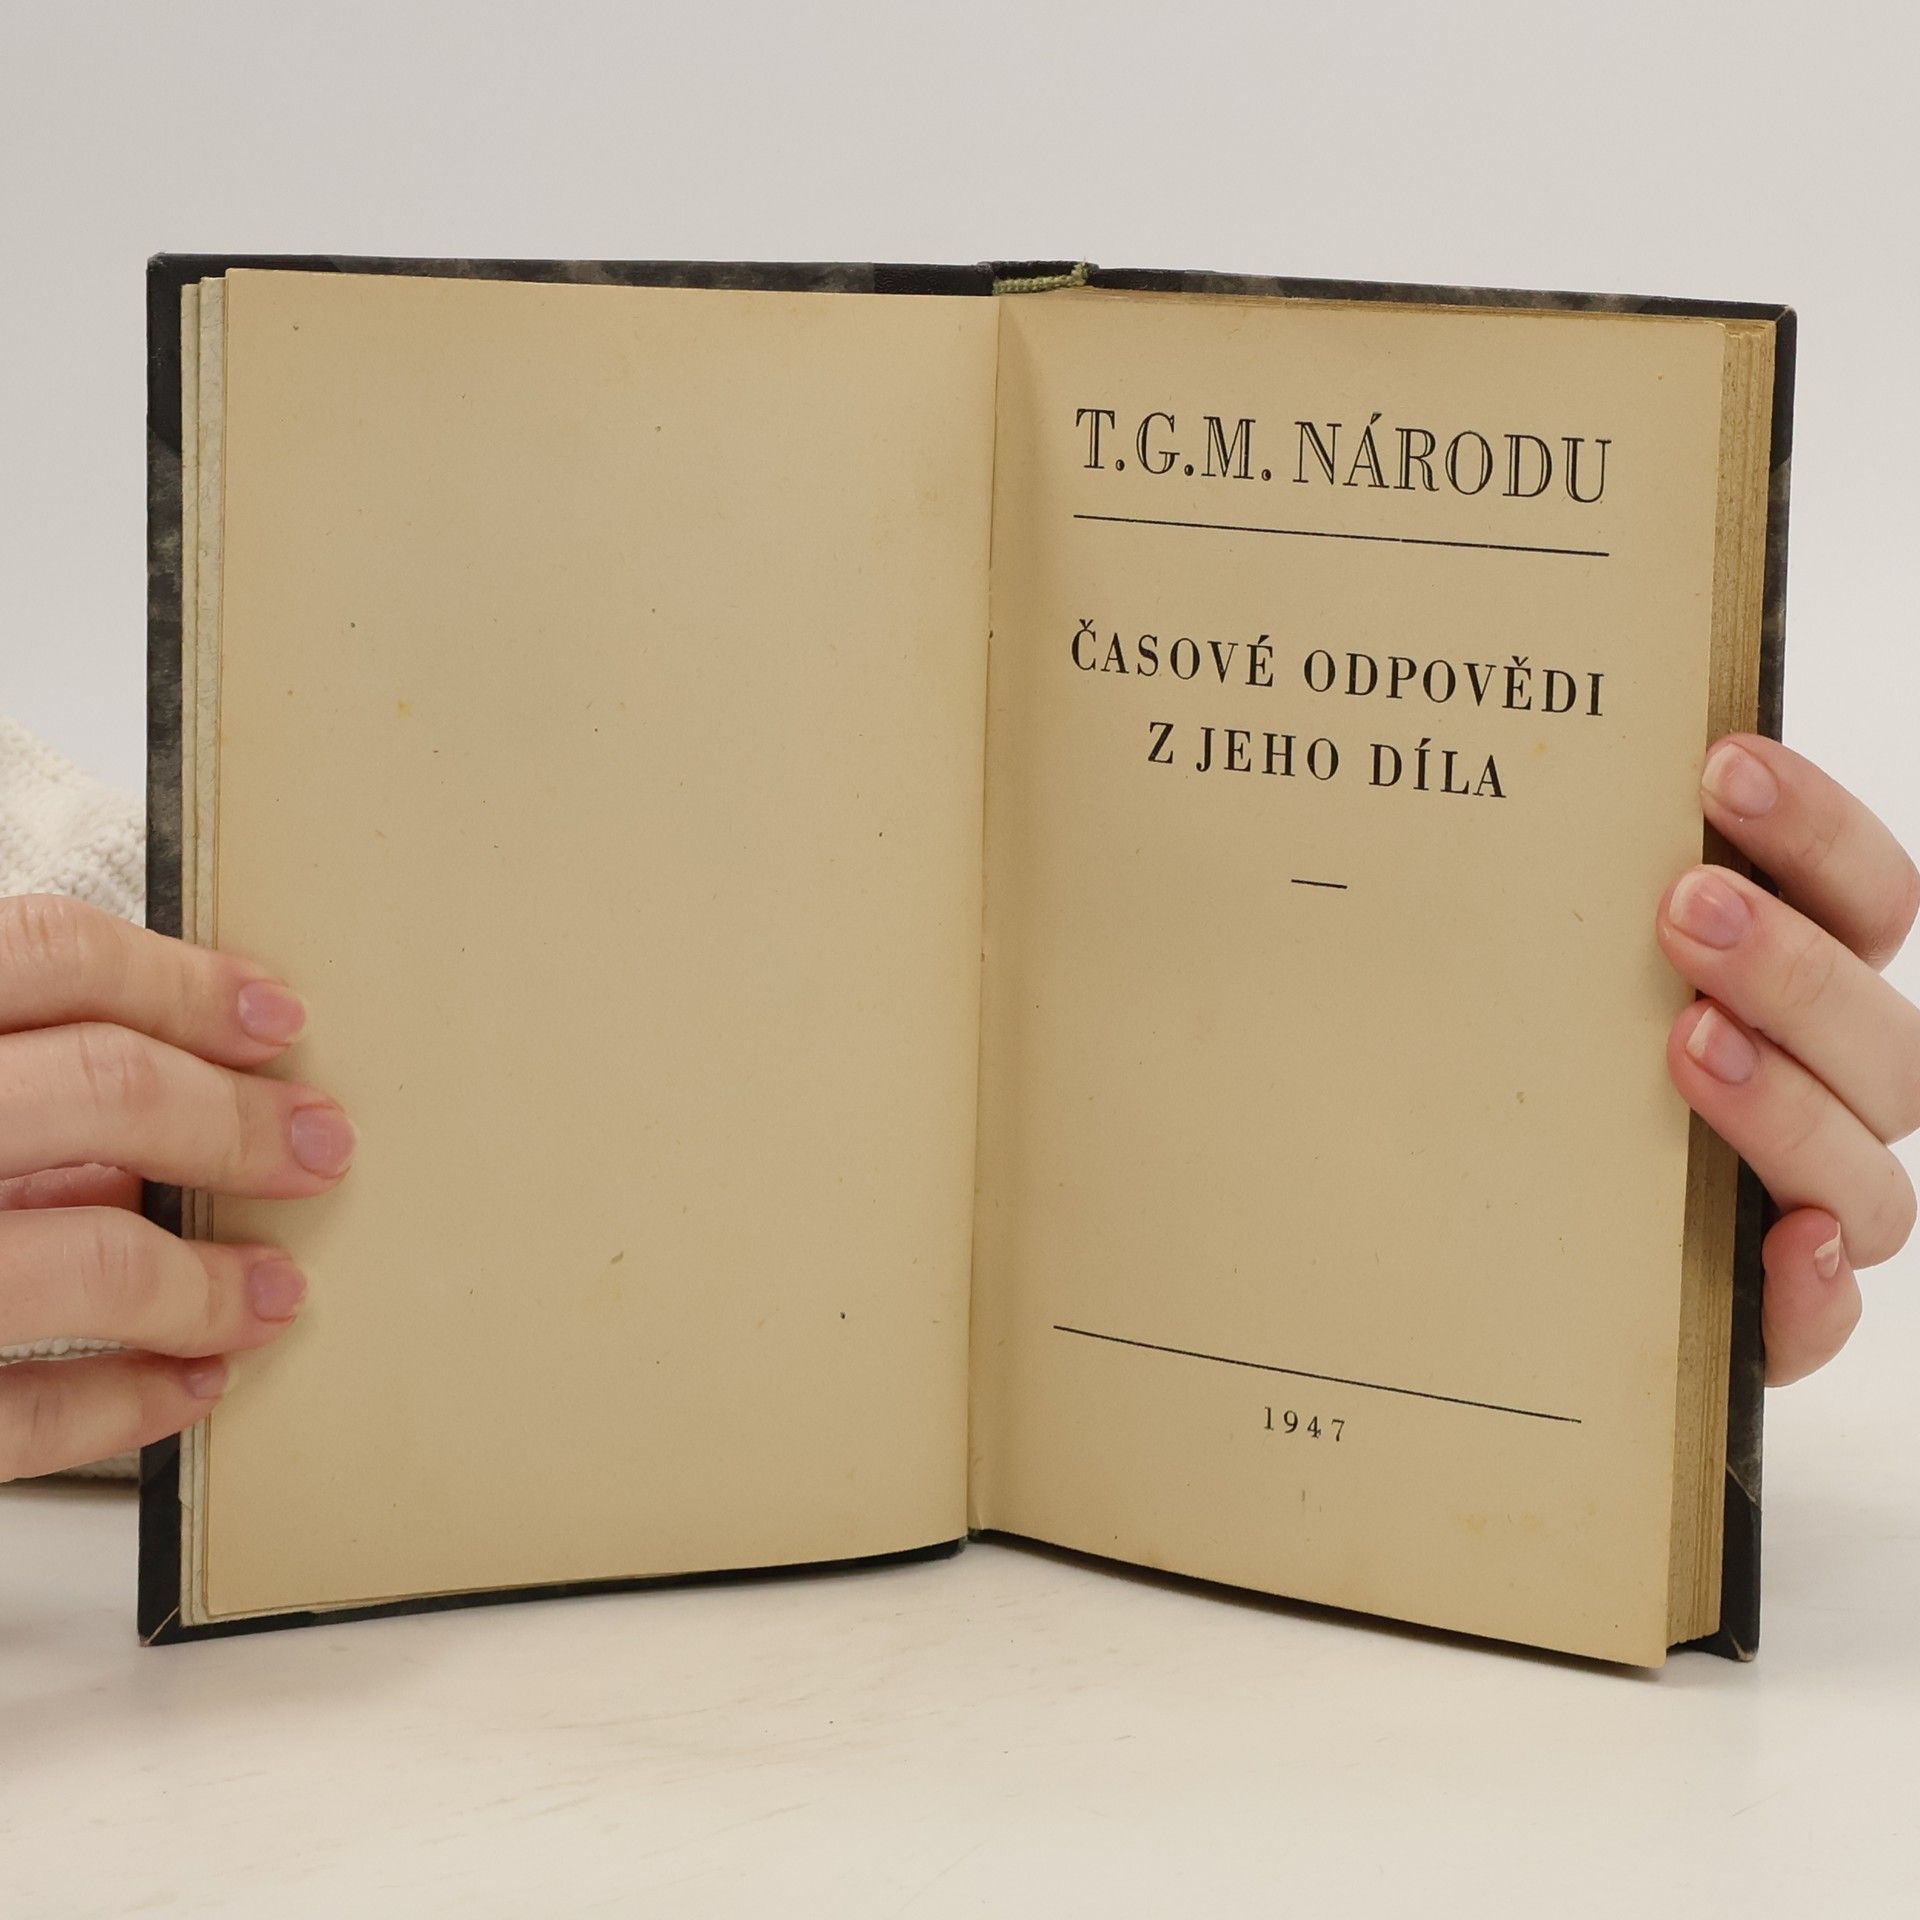 T.G.M. NÁRODU
ČASOVÉ ODPOVĚDI
Z JEHO DÍLA
—
1947